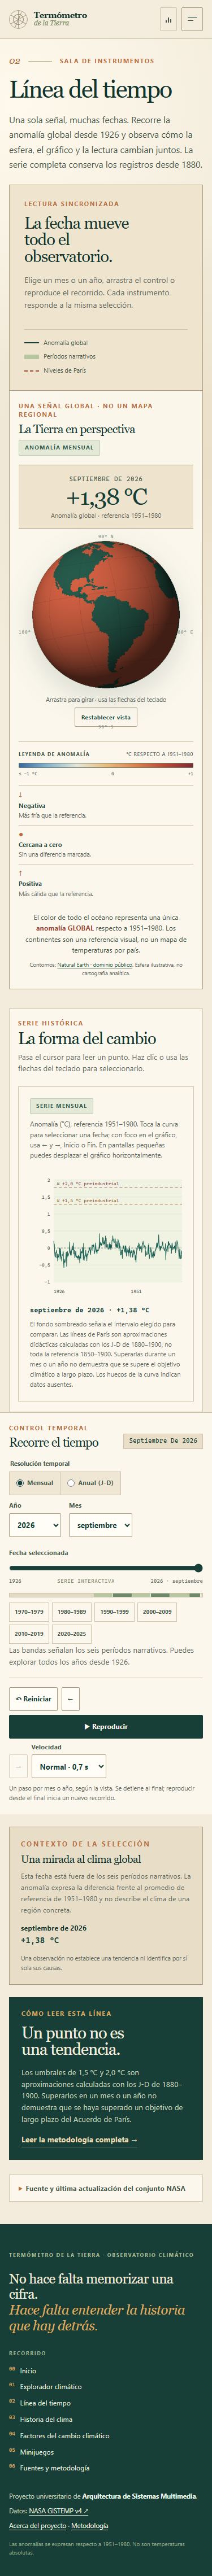 Termómetro
de la Tierra
02 SALA DE INSTRUMENTOS
Línea del tiempo
Una sola señal, muchas fechas. Recorre la
anomalía global desde 1926 y observa cómo la
esfera, el gráfico y la lectura cambian juntos. La
serie completa conserva los registros desde 1880.
LECTURA SINCRONIZADA
La fecha mueve
todo el
observatorio.
Elige un mes o un año, arrastra el control o
reproduce el recorrido. Cada instrumento
responde a la misma selección.
Anomalía global
Períodos narrativos
Niveles de París
UNA SEÑAL GLOBAL · NO UN MAPA
REGIONAL
La Tierra en perspectiva
ANOMALÍA MENSUAL
SEPTIEMBRE DE 2026
+1,38 °C
Anomalía global · referencia 1951–1980
90° N
180°
Arrastra para girar · usa las flechas del teclado
Restablecer vista
90° S
LEYENDA DE ANOMALÍA °C RESPECTO A 1951–1980
≤ −1 °C 0 +1
↓
Negativa
Más fría que la referencia.
Cercana a cero
Sin una diferencia marcada.
↑
Positiva
Más cálida que la referencia.
El color de todo el océano representa una única
anomalía GLOBAL respecto a 1951–1980. Los
continentes son una referencia visual, no un mapa de
temperaturas por país.
Contornos: Natural Earth · dominio público. Esfera ilustrativa, no
cartografía analítica.
SERIE HISTÓRICA
La forma del cambio
Pasa el cursor para leer un punto. Haz clic o usa las
flechas del teclado para seleccionarlo.
SERIE MENSUAL
Anomalía (°C), referencia 1951–1980. Toca la curva
para seleccionar una fecha; con foco en el gráfico,
usa ← y →, Inicio o Fin. En pantallas pequeñas
puedes desplazar el gráfico horizontalmente.
2
≈ +2,0 °C preindustrial
1,5
≈ +1,5 °C preindustrial
1
0,5
0
−0,5
−1
1926 1951
septiembre de 2026 · +1,38 °C
El fondo sombreado señala el intervalo elegido para
comparar. Las líneas de París son aproximaciones
didácticas calculadas con los J-D de 1880–1900, no
toda la referencia 1850–1900. Superarlas durante un
mes o un año no demuestra que se supere el objetivo
climático a largo plazo. Los huecos de la curva indican
datos ausentes.
CONTROL TEMPORAL
Recorre el tiempo
Septiembre De 2026
Resolución temporal
Mensual Anual (J-D)
Año Mes
2026 septiembre
Fecha seleccionada
1926 SERIE INTERACTIVA 2026 · septiembre
1970–1979 1980–1989 1990–1999 2000–2009
2010–2019 2020–2025
Las bandas señalan los seis períodos narrativos. Puedes
explorar todos los años desde 1926.
↶ Reiniciar ←
▶ Reproducir
Velocidad
→ Normal · 0,7 s
Un paso por mes o año, según la vista. Se detiene al final; reproducir
desde el final inicia un nuevo recorrido.
CONTEXTO DE LA SELECCIÓN
Una mirada al clima global
Esta fecha está fuera de los seis períodos narrativos. La
anomalía expresa la diferencia frente al promedio de
referencia de 1951–1980 y no describe el clima de una
región concreta.
septiembre de 2026
+1,38 °C
Una observación no establece una tendencia ni identifica por sí
sola sus causas.
CÓMO LEER ESTA LÍNEA
Un punto no es
una tendencia.
Los umbrales de 1,5 °C y 2,0 °C son
aproximaciones calculadas con los J-D de 1880–
1900. Superarlos en un mes o un año no
demuestra que se haya superado un objetivo de
largo plazo del Acuerdo de París.
Leer la metodología completa →
▸ Fuente y última actualización del conjunto NASA
TERMÓMETRO DE LA TIERRA · OBSERVATORIO CLIMÁTICO
No hace falta memorizar una
cifra.
Hace falta entender la historia
que hay detrás.
RECORRIDO
00 Inicio
01 Explorador climático
02 Línea del tiempo
03 Historia del clima
04 Factores del cambio climático
05 Minijuegos
06 Fuentes y metodología
Proyecto universitario de Arquitectura de Sistemas Multimedia.
Datos: NASA GISTEMP v4 ↗
Acerca del proyecto · Metodología
Las anomalías se expresan respecto a 1951–1980. No son temperaturas
absolutas.